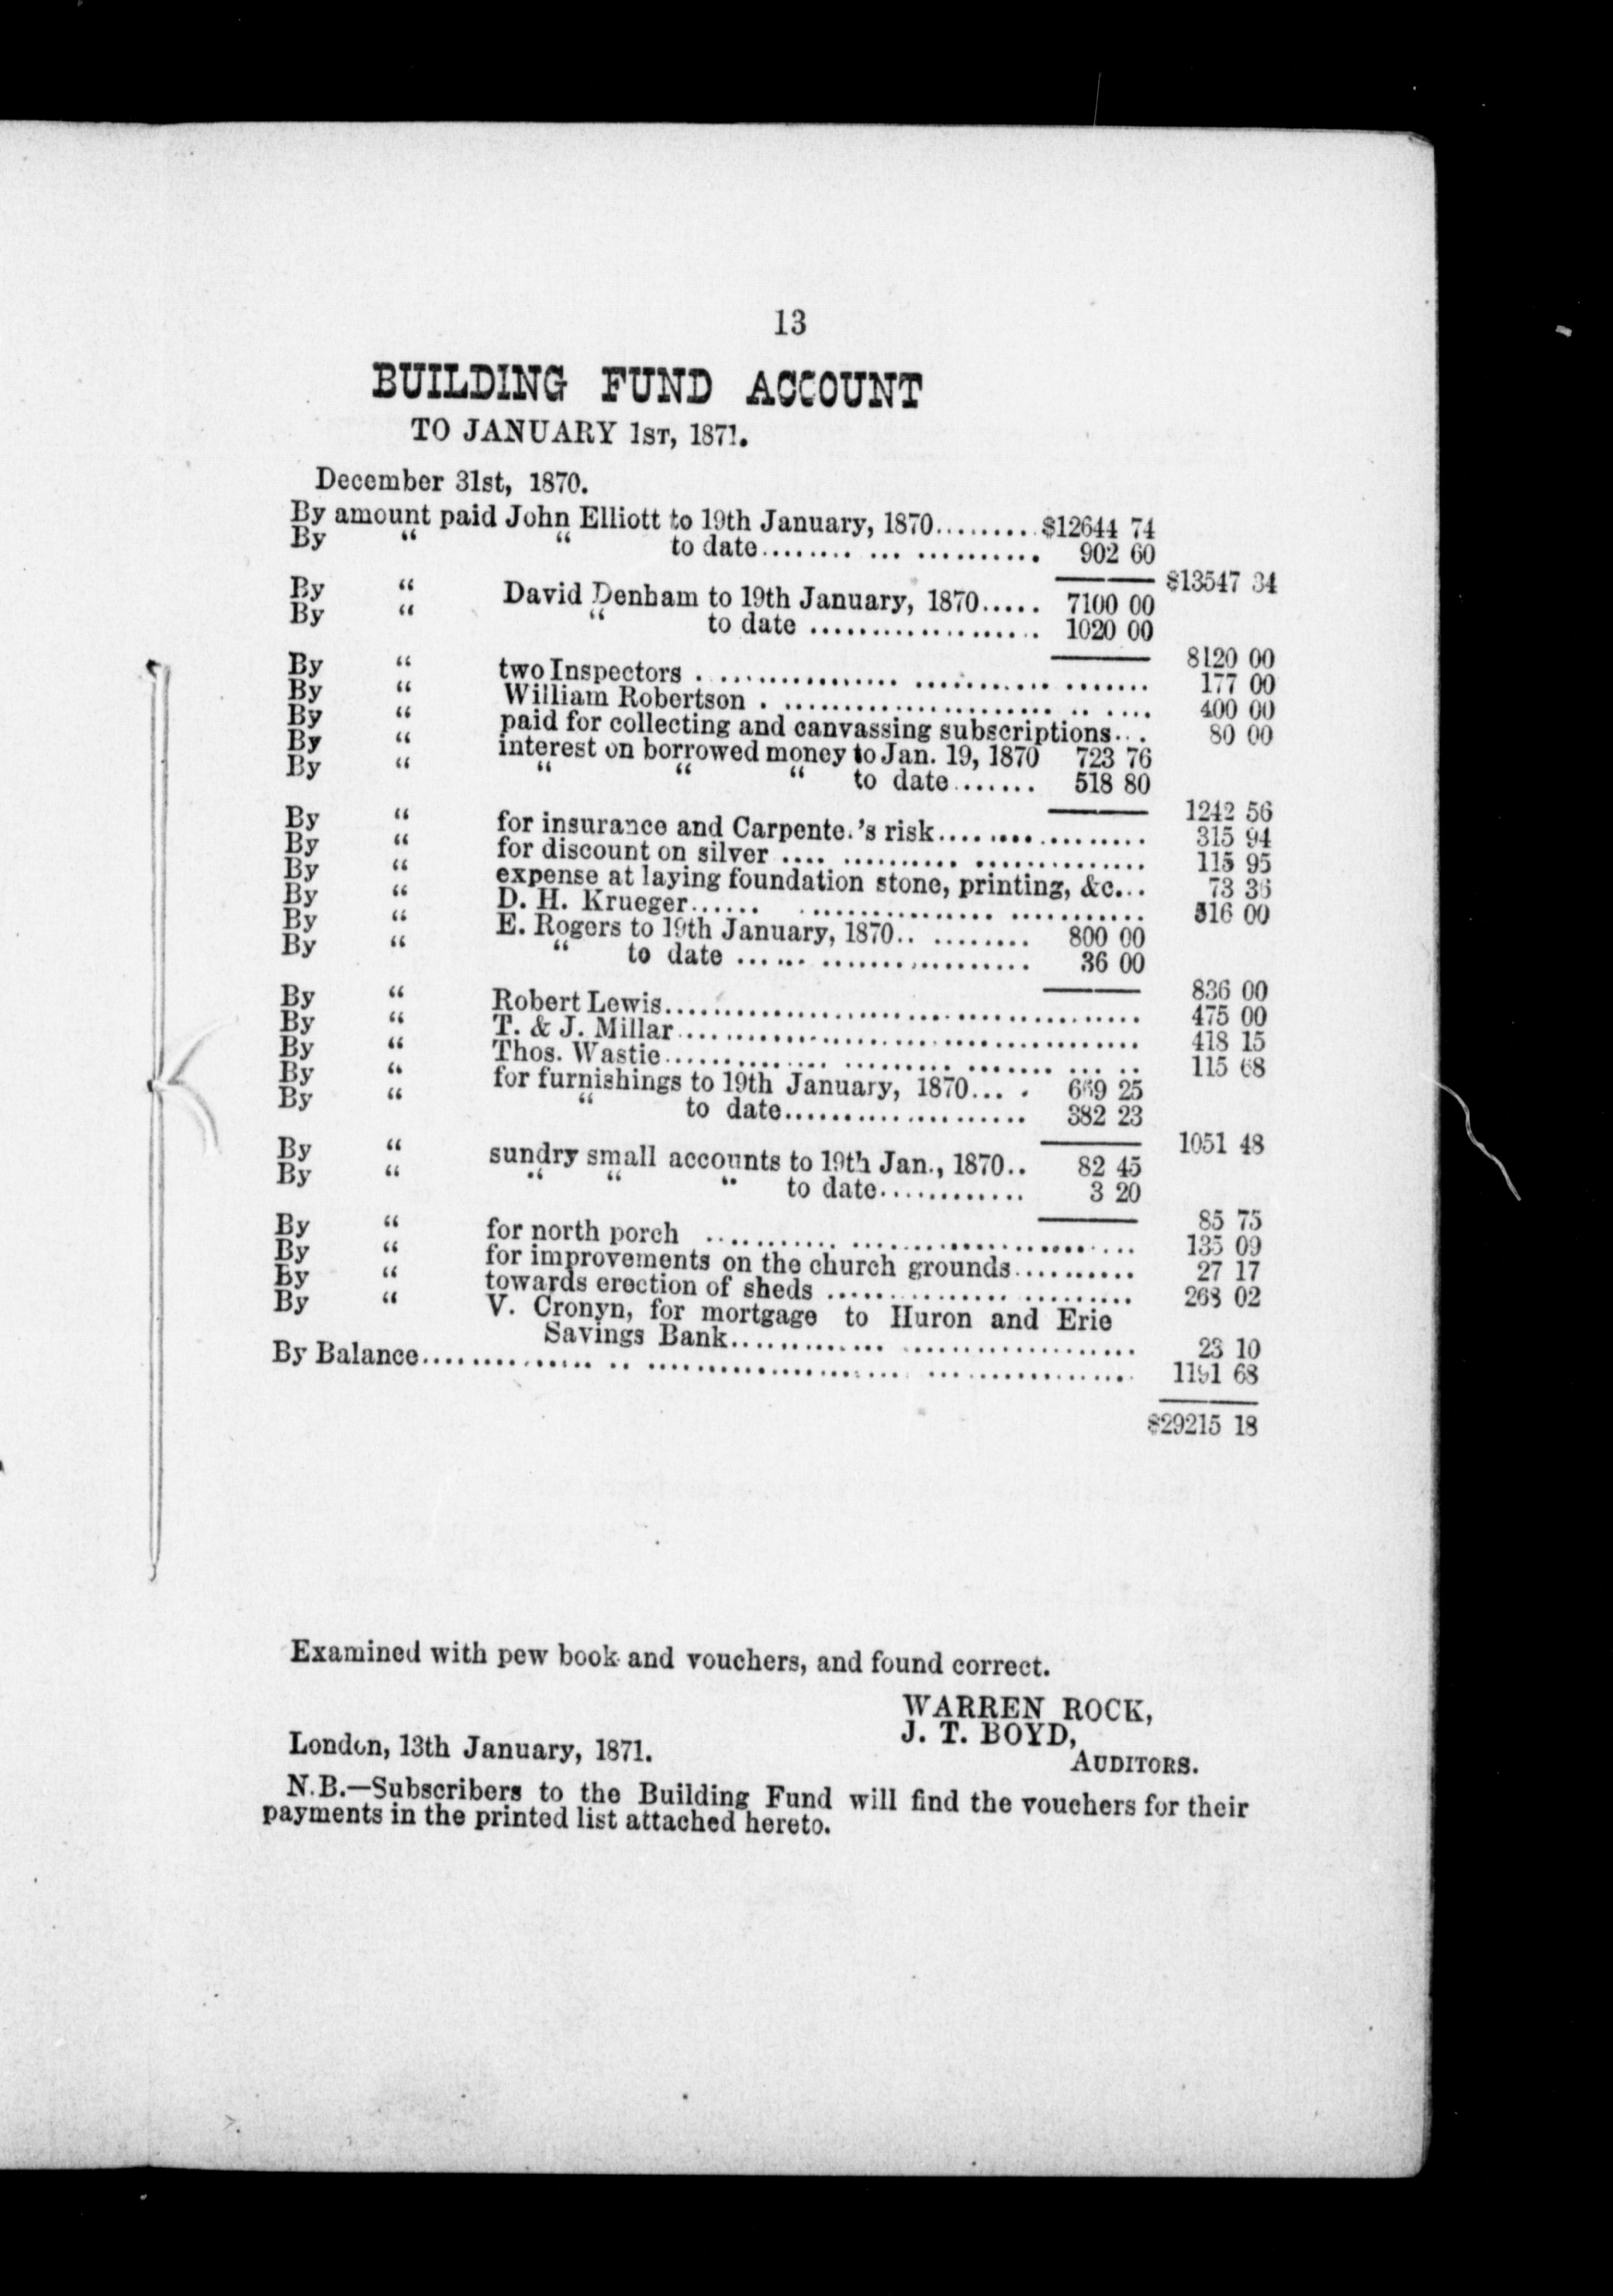 13
BUILDING FUND ACCOUNT
TO JANUARY 1ST, 1871.
December 31st, 1870.
By amount paid John Elliott to 19th January, 1870......... $12644 74
By “ “ to date........ ... .......... 902 60
$13547 34
By “ David Denham to 19th January, 1870..... 7100 00
By “ “ to date ................... 1020 00
8120 00
By “ two Inspectors ................. ........... ....... 177 00
By “ William Robertson . ...................... .. .... 400 00
By “ paid for collecting and canvassing subscriptions... 80 00
By “ interest on borrowed money to Jan. 19, 1870 723 76
By “ “ “ “ to date....... 518 80
1242 56
By “ for insurance and Carpente.'s risk.................. 315 94
By “ for discount on silver .... .......... .............. 115 95
By “ expense at laying foundation stone, printing, &c... 73 36
By “ D. H. Krueger...... ................ ........... 516 00
By “ E. Rogers to 19th January, 1870.. ........ 800 00
By “ “ to date ...... ................. 36 00
836 00
By “ Robert Lewis....................................... 475 00
By “ T. & J. Millar...................................... 418 15
By “ Thos. Wastie............. ......... ....... ... .. 115 68
By “ for furnishings to 19th January, 1870... . 669 25
By “ “ to date.................... 382 23
1051 48
By “ sundry small accounts to 19th Jan., 1870.. 82 45
By “ “ “ “ to date............ 3 20
85 75
By “ for north porch ........... ....................... 135 09
By “ for improvements on the church grounds.......... 27 17
By “ towards erection of sheds ............... ......... 268 02
By “ V. Cronyn, for mortgage to Huron and Erie
Savings Bank............. ................... 23 10
By Balance.............. .. ..................... ................. 1191 68
$29215 18
Examined with pew book and vouchers, and found correct.
WARREN ROCK,
J. T. BOYD,
AUDITORS.
London, 13th January, 1871.
N.B.—Subscribers to the Building Fund will find the vouchers for their
payments in the printed list attached hereto.